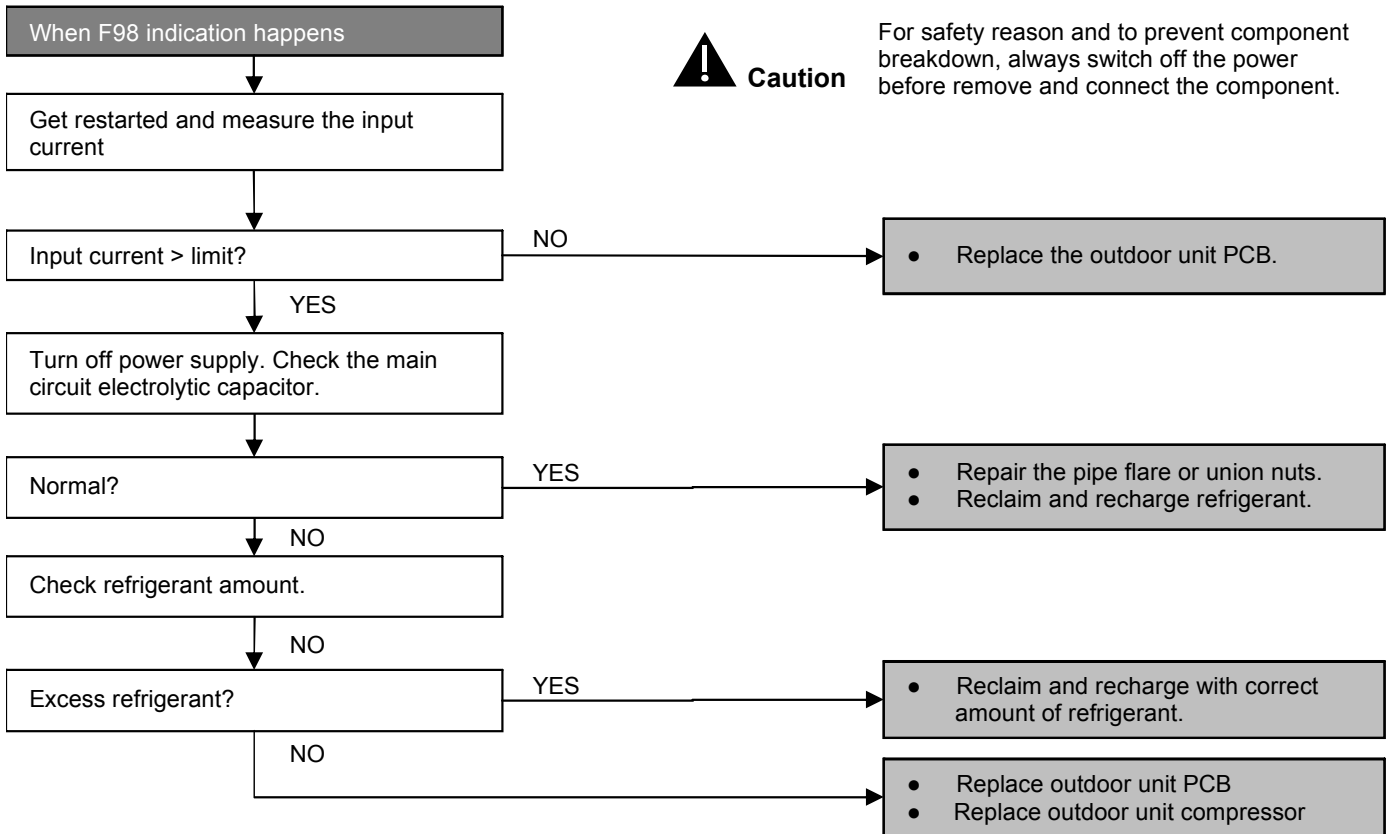 When F98 indication happens
Caution
For safety reason and to prevent component
breakdown, always switch off the power
before remove and connect the component.
Get restarted and measure the input
current
Input current > limit?
NO
● Replace the outdoor unit PCB.
YES
Turn off power supply. Check the main
circuit electrolytic capacitor.
Normal?
YES
● Repair the pipe flare or union nuts.
● Reclaim and recharge refrigerant.
NO
Check refrigerant amount.
NO
Excess refrigerant?
YES
● Reclaim and recharge with correct
amount of refrigerant.
NO
● Replace outdoor unit PCB
● Replace outdoor unit compressor